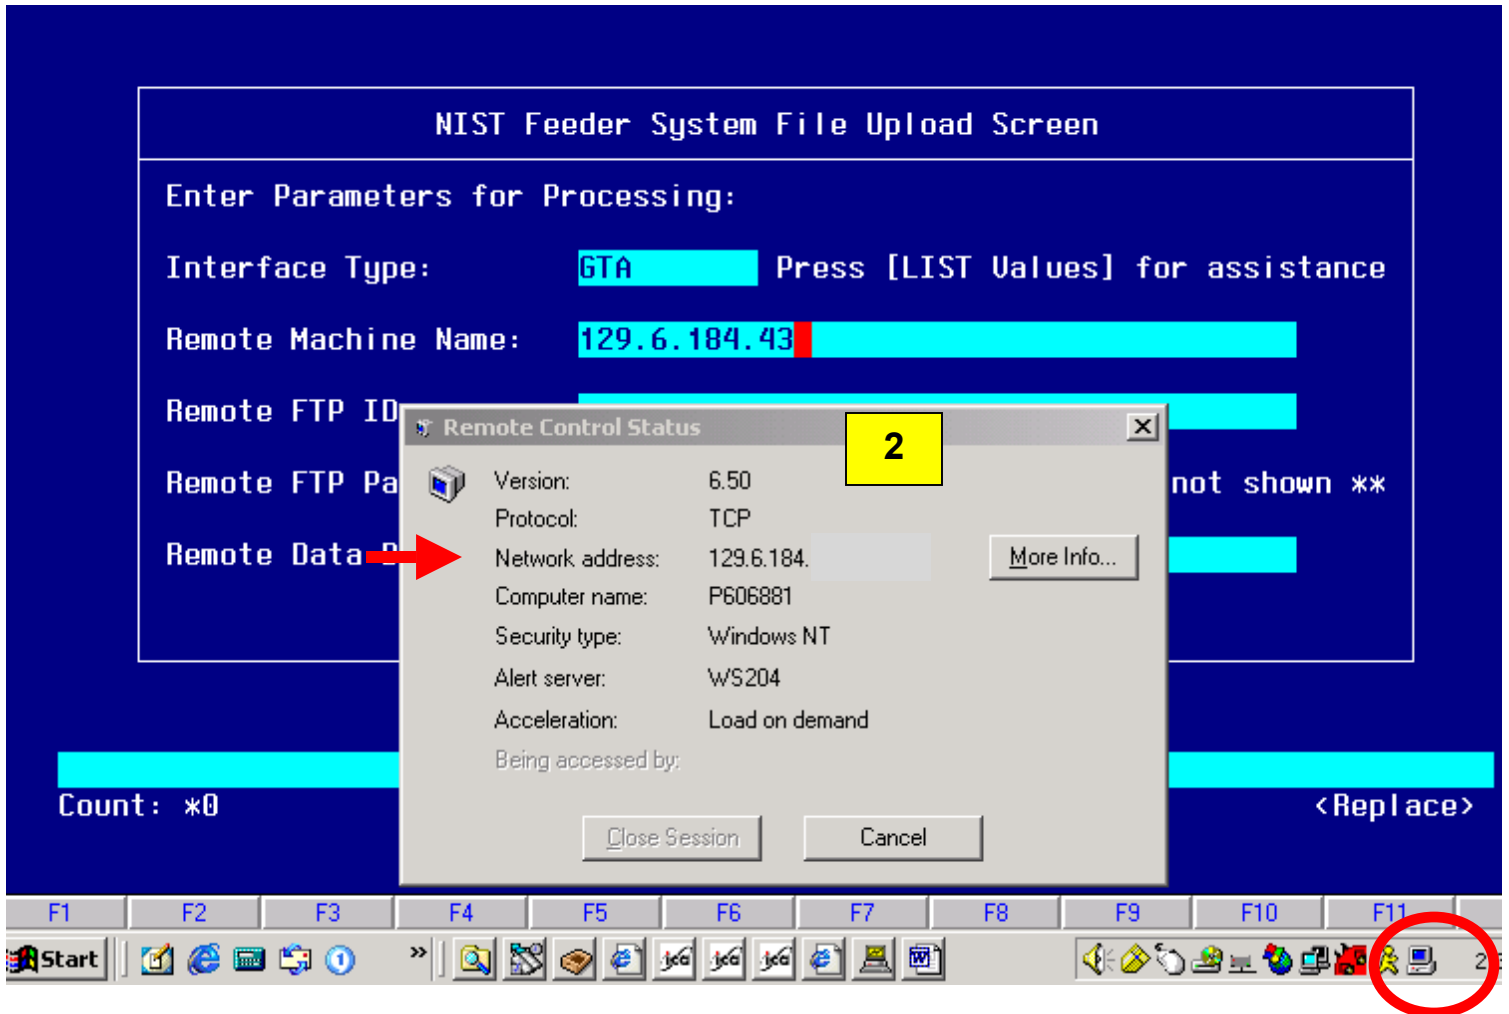 NIST Feeder System File Upload Screen
Enter Parameters for Processing:
Interface Type: GTA Press [LIST Values] for assistance
Remote Machine Name: 129.6.184.43
Remote FTP ID
Remote Control Status
2
Remote FTP Pa
not shown **
Version: 6.50
Protocol: TCP
Remote Data D
Network address: 129.6.184.
More Info...
Computer name: P606881
Security type: Windows NT
Alert server: WS204
Acceleration: Load on demand
Being accessed by:
Count: *0
<Replace>
Close Session Cancel
F1 F2 F3 F4 F5 F6 F7 F8 F9 F10 F11
Start